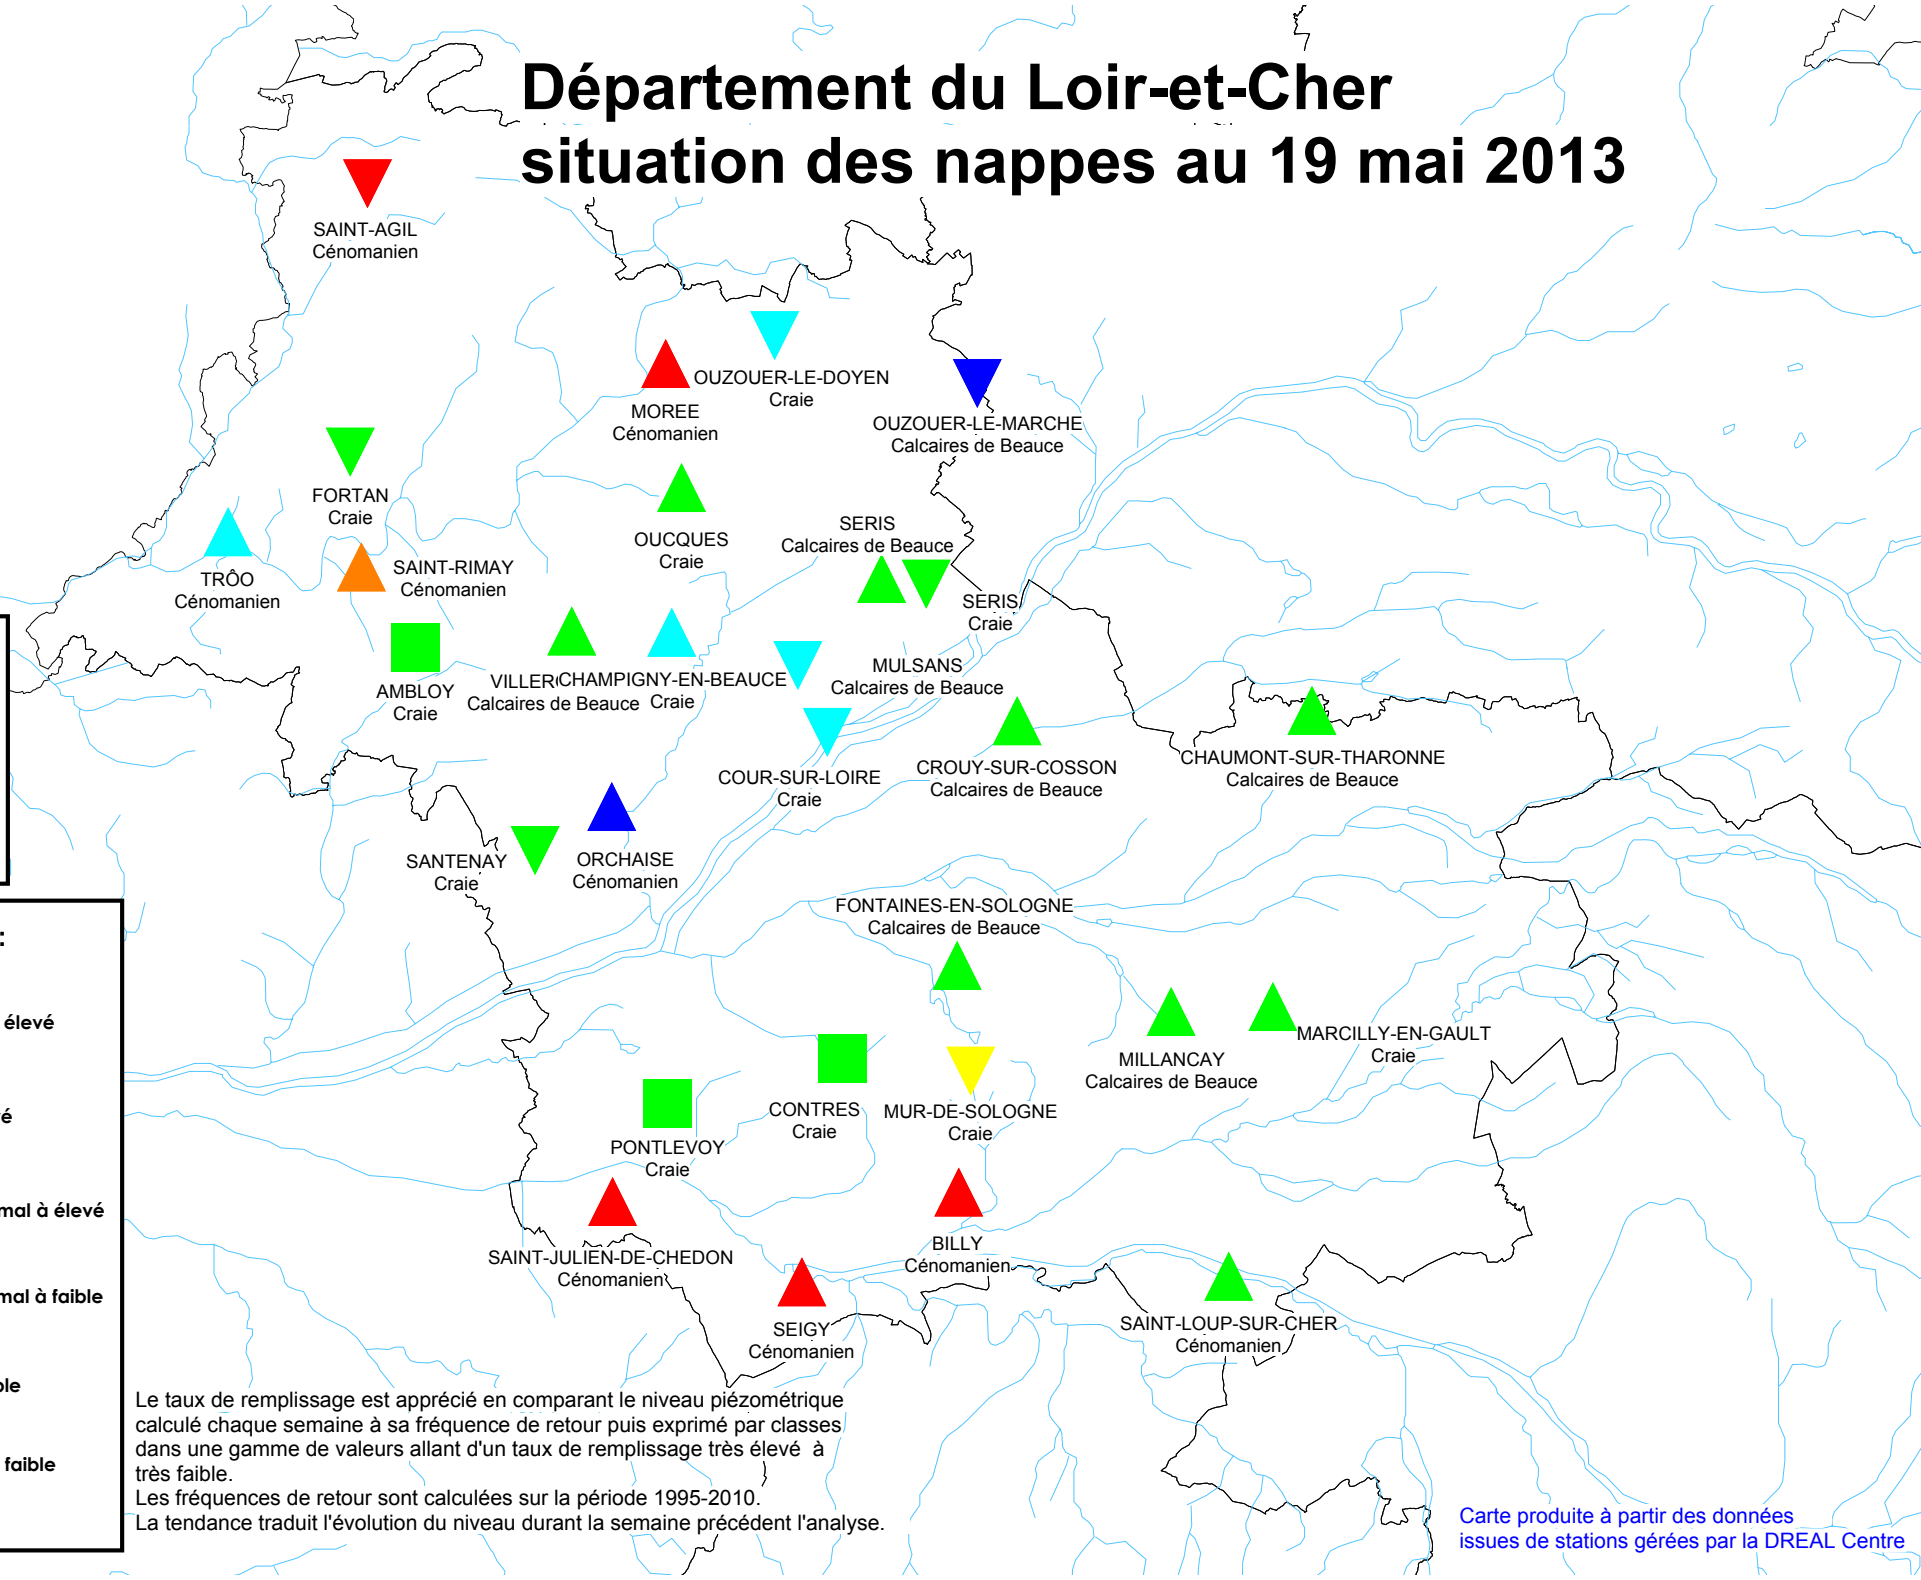 Département du Loir-et-Cher
situation des nappes au 19 mai 2013
SAINT-AGIL
Cénomanien
OUZOUER-LE-DOYEN
Craie
MOREE
Cénomanien
OUZOUER-LE-MARCHE
Calcaires de Beauce
FORTAN
Craie
OUCQUES
Craie
SERIS
Calcaires de Beauce
TRÔO
Cénomanien
SAINT-RIMAY
Cénomanien
SERIS
Craie
AMBLOY
Craie
Calcaires de Beauce
CHAMPIGNY-EN-BEAUCE
Craie
MULSANS
Calcaires de Beauce
COUR-SUR-LOIRE
Craie
CROUY-SUR-COSSON
Calcaires de Beauce
CHAUMONT-SUR-THARONNE
Calcaires de Beauce
SANTENAY
Craie
ORCHAISE
Cénomanien
FONTAINES-EN-SOLOGNE
Calcaires de Beauce
MILLANCAY
Calcaires de Beauce
MARCILLY-EN-GAULT
Craie
CONTRES
Craie
MUR-DE-SOLOGNE
Craie
PONTLEVOY
Craie
SAINT-JULIEN-DE-CHEDON
Cénomanien
BILLY
Cénomanien
SEIGY
Cénomanien
SAINT-LOUP-SUR-CHER
Cénomanien
:
élevé
à élevé
à faible
faible
Le taux de remplissage est apprécié en comparant le niveau piézométrique
calculé chaque semaine à sa fréquence de retour puis exprimé par classes
dans une gamme de valeurs allant d'un taux de remplissage très élevé à
très faible.
Les fréquences de retour sont calculées sur la période 1995-2010.
La tendance traduit l'évolution du niveau durant la semaine précédent l'analyse.
Carte produite à partir des données
issues de stations gérées par la DREAL Centre